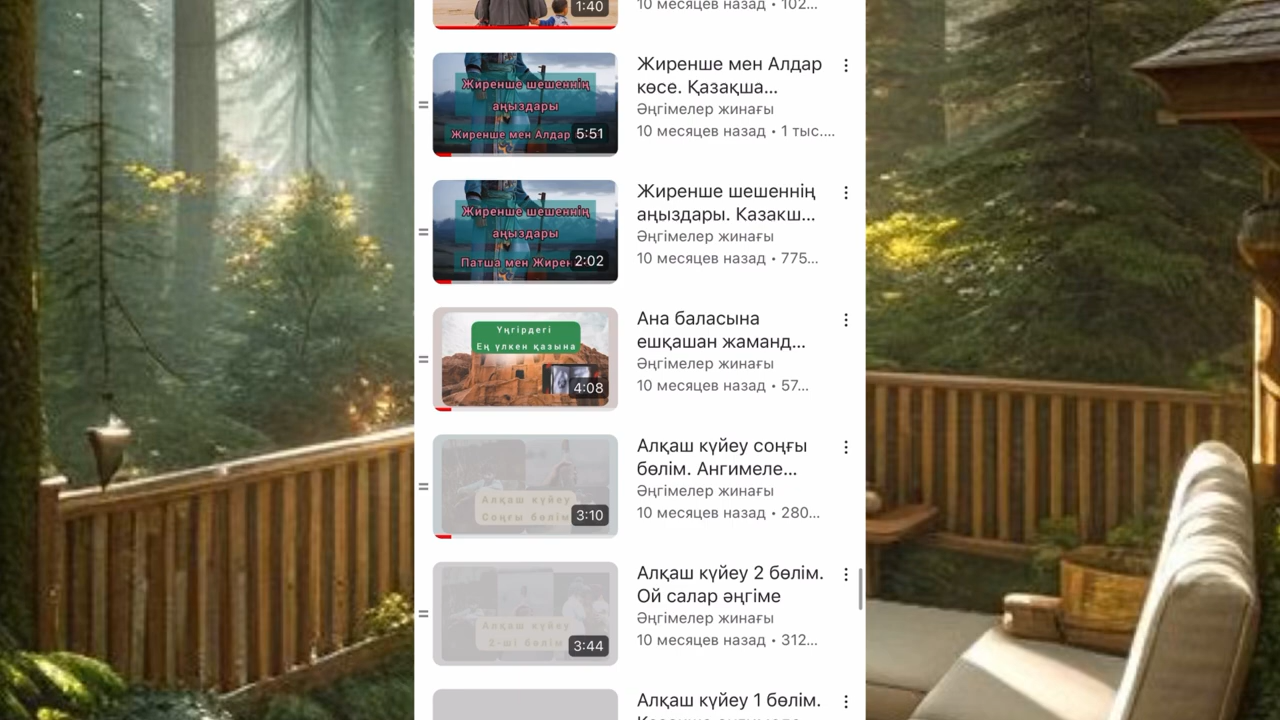 1:40
10 месяцев назад • 102...
Жиренше шешеннің
аңыздары
Жиренше мен Алдар
5:51
Жиренше мен Алдар
көсе. Қазақша...
Әңгімелер жинағы
10 месяцев назад • 1 тыс....
Жиренше шешеннің
аңыздары
Патша мен Жирен
2:02
Жиренше шешеннің
аңыздары. Казакш...
Әңгімелер жинағы
10 месяцев назад • 775...
Үңгірдегі
Ең үлкен қазына
4:08
Ана баласына
ешқашан жаманд...
Әңгімелер жинағы
10 месяцев назад • 57...
Алқаш күйеу
Соңғы бөлім
3:10
Алқаш күйеу соңғы
бөлім. Ангимеле...
Әңгімелер жинағы
10 месяцев назад • 280...
Алқаш күйеу
2-ші бөлім
3:44
Алқаш күйеу 2 бөлім.
Ой салар әңгіме
Әңгімелер жинағы
10 месяцев назад • 312...
Алқаш күйеу 1 бөлім.